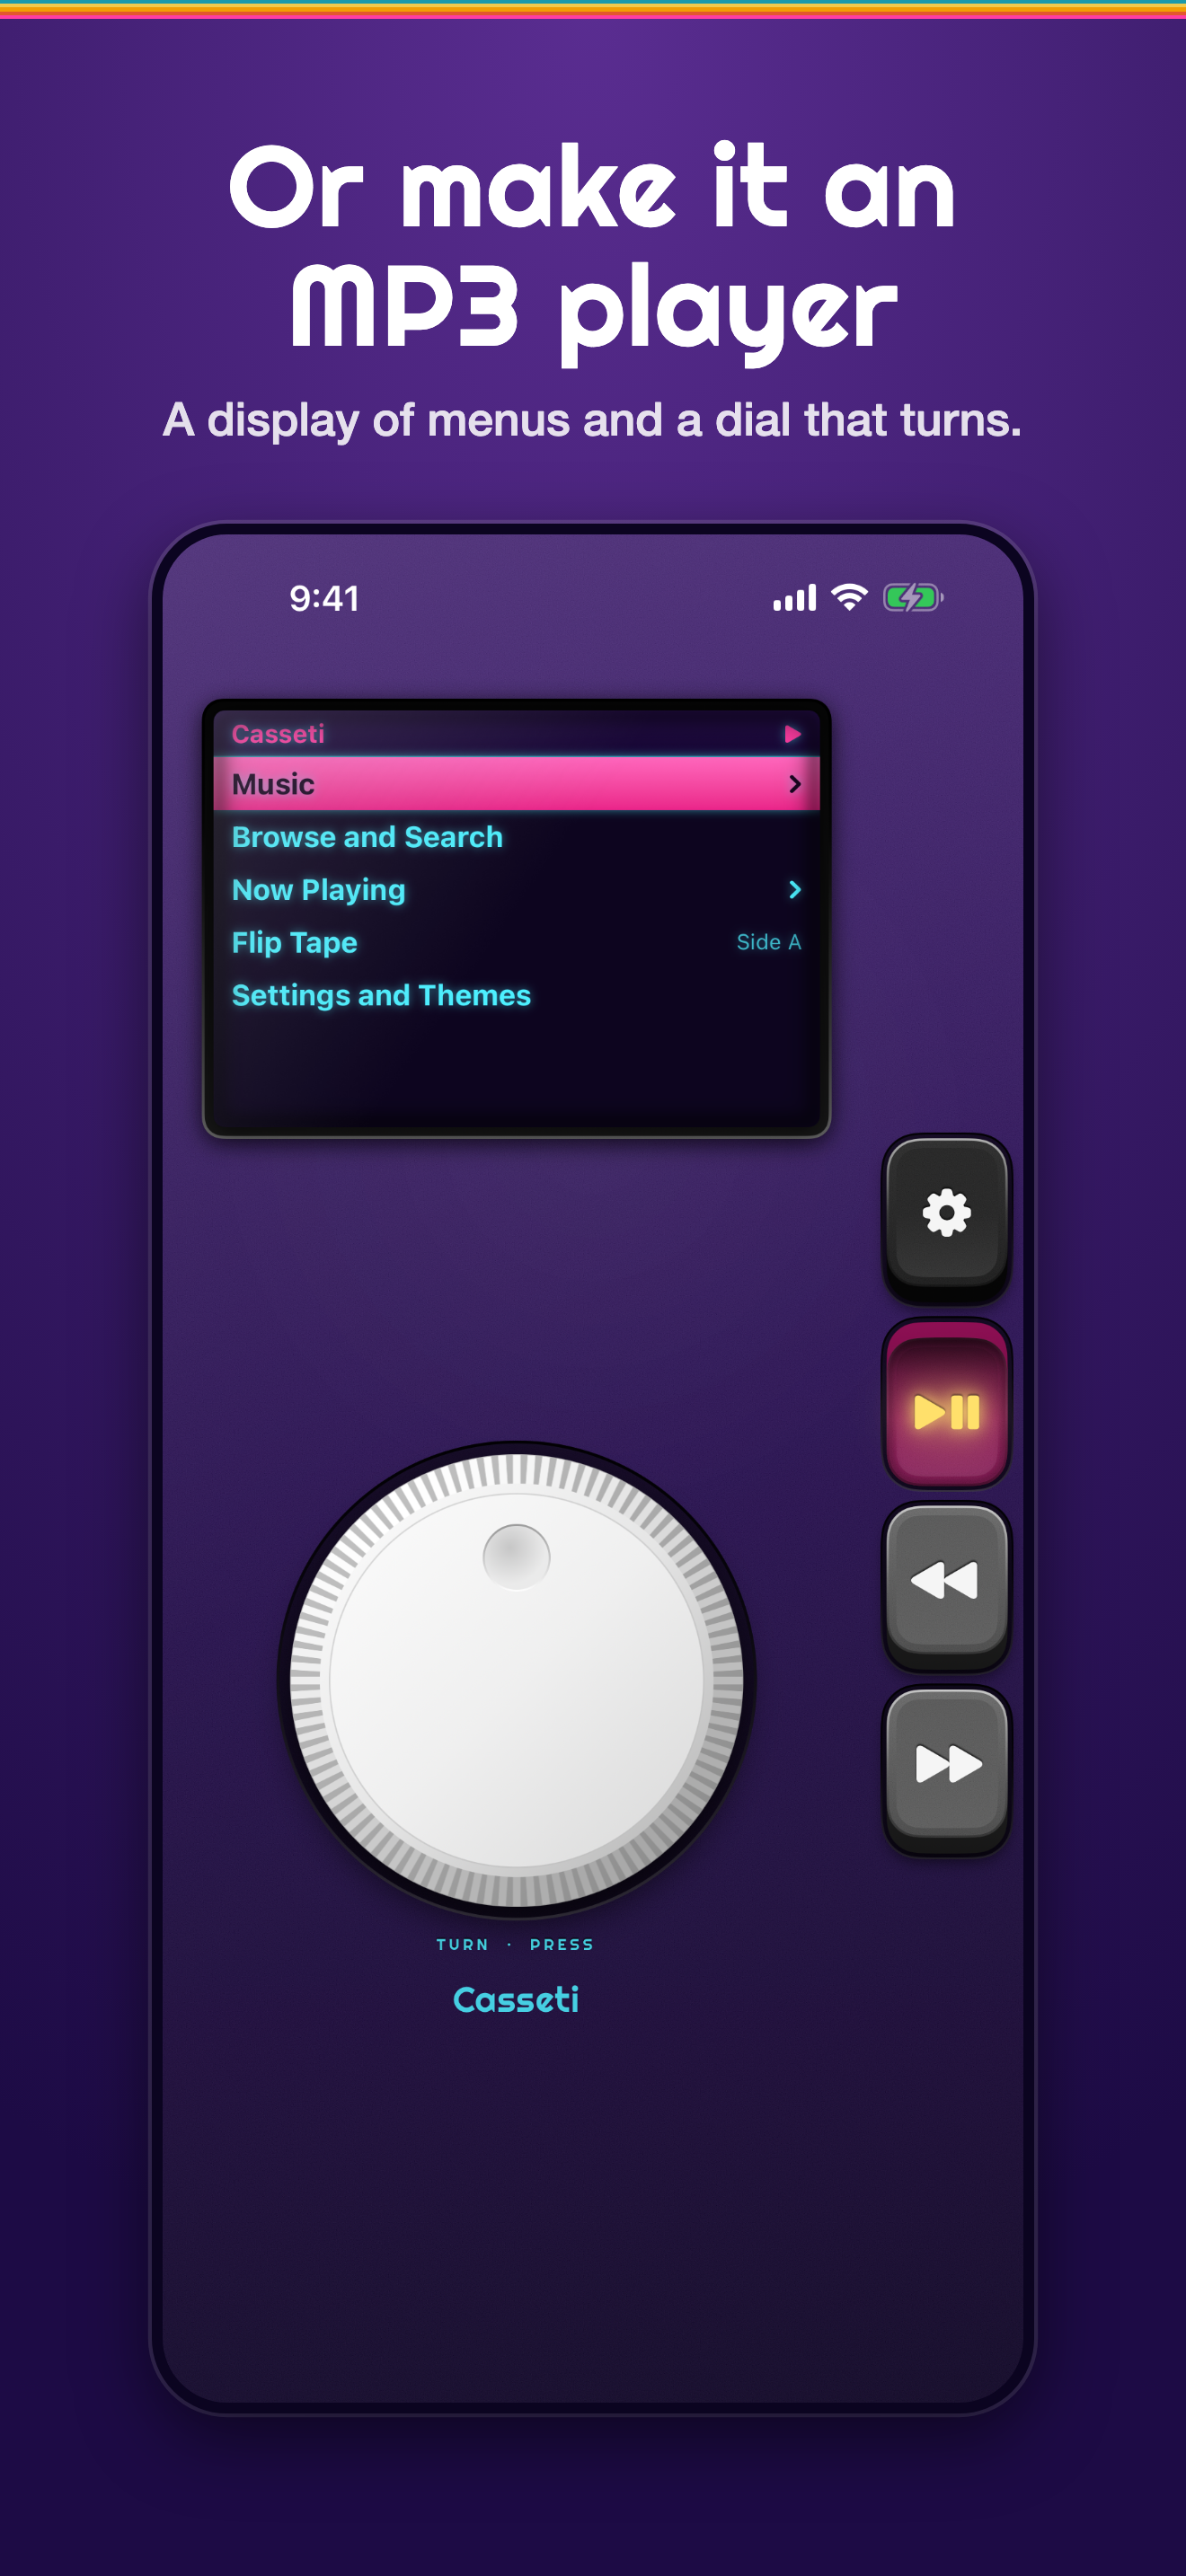 Or make it an
MP3 player
A display of menus and a dial that turns.
9:41
Casseti
Music
Browse and Search
Now Playing
Flip Tape Side A
Settings and Themes
TURN · PRESS
Casseti